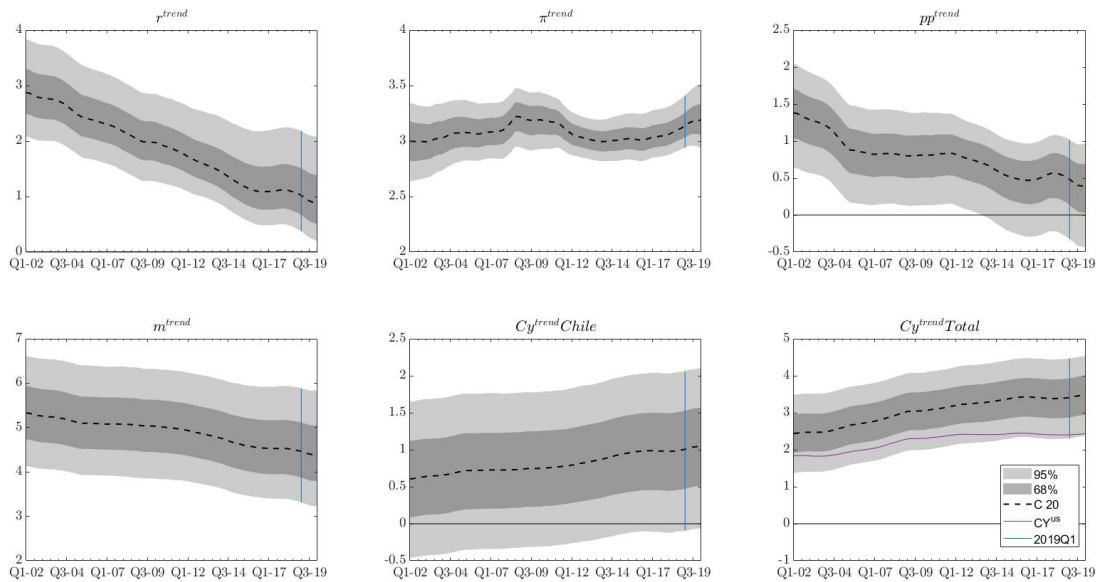 r^{trend}
π^{trend}
pp^{trend}
4
3
2
1
0
4
3.5
3
2.5
2
2.5
2
1.5
1
0.5
0
-0.5
Q1-02 Q3-04 Q1-07 Q3-09 Q1-12 Q3-14 Q1-17 Q3-19
Q1-02 Q3-04 Q1-07 Q3-09 Q1-12 Q3-14 Q1-17 Q3-19
Q1-02 Q3-04 Q1-07 Q3-09 Q1-12 Q3-14 Q1-17 Q3-19
m^{trend}
Cy^{trend}Chile
Cy^{trend}Total
7
6
5
4
3
2
2.5
2
1.5
1
0.5
0
-0.5
5
4
3
2
1
0
-1
95%
68%
C 20
CY^{us}
2019Q1
Q1-02 Q3-04 Q1-07 Q3-09 Q1-12 Q3-14 Q1-17 Q3-19
Q1-02 Q3-04 Q1-07 Q3-09 Q1-12 Q3-14 Q1-17 Q3-19
Q1-02 Q3-04 Q1-07 Q3-09 Q1-12 Q3-14 Q1-17 Q3-19